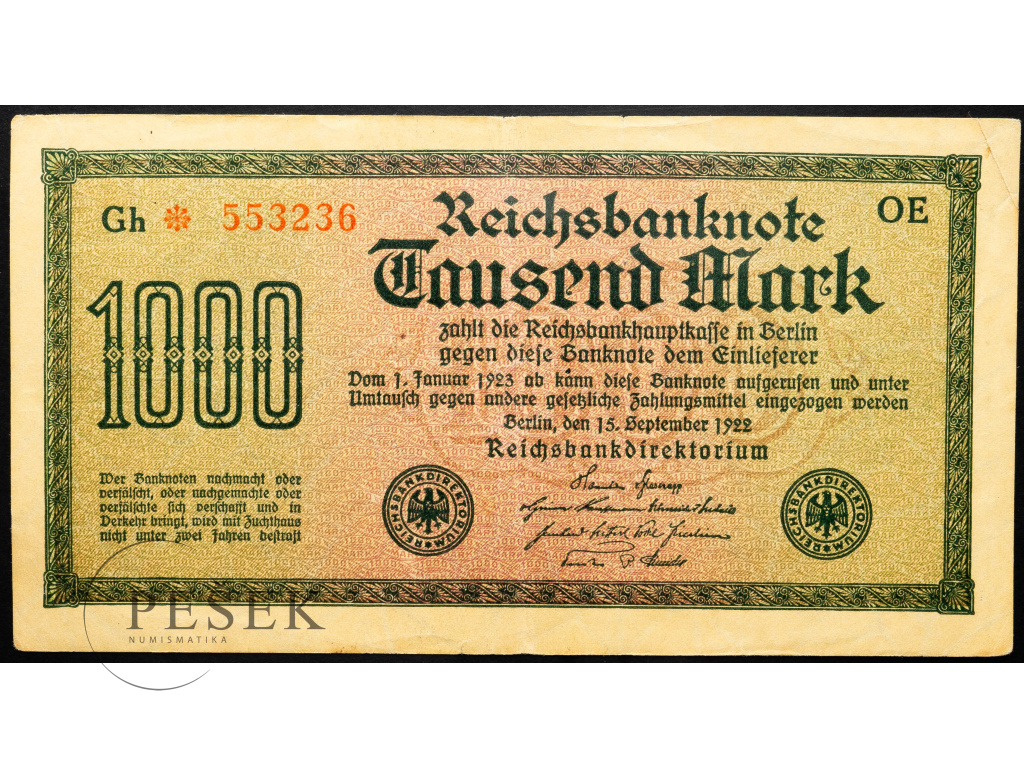 Gh * 553236
OE
Reichsbanknote
Tausend Mark
1000
zahlt die Reichsbankhauptkasse in Berlin
gegen diese Banknote dem Einlieferer
Vom 1. Januar 1923 ab kann diese Banknote aufgerufen und unter
Umtausch gegen andere gesetzliche Zahlungsmittel eingezogen werden
Berlin, den 15. September 1922
Reichsbankdirektorium
Wer Banknoten nachmacht oder
verfälscht, oder nachgemachte oder
verfälschte sich verschafft und in
Verkehr bringt, wird mit Zuchthaus
nicht unter zwei Jahren bestraft
REICHSBANKDIREKTORIUM
REICHSBANKDIREKTORIUM
PESEK
NUMISMATIKA